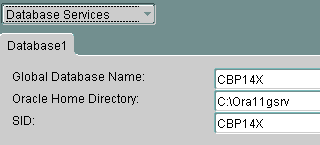 Database Services
Database1
Global Database Name: CBP14X
Oracle Home Directory: C:\Ora11gsrv
SID: CBP14X